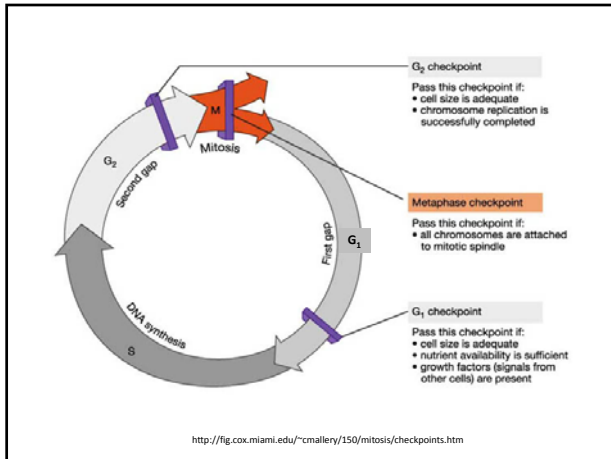 G₂ checkpoint
Pass this checkpoint if:
• cell size is adequate
• chromosome replication is
successfully completed
M
Mitosis
G₂
Second gap
Metaphase checkpoint
Pass this checkpoint if:
• all chromosomes are attached
to mitotic spindle
First gap
G₁
DNA synthesis
S
G₁ checkpoint
Pass this checkpoint if:
• cell size is adequate
• nutrient availability is sufficient
• growth factors (signals from
other cells) are present
http://fig.cox.miami.edu/~cmallery/150/mitosis/checkpoints.htm